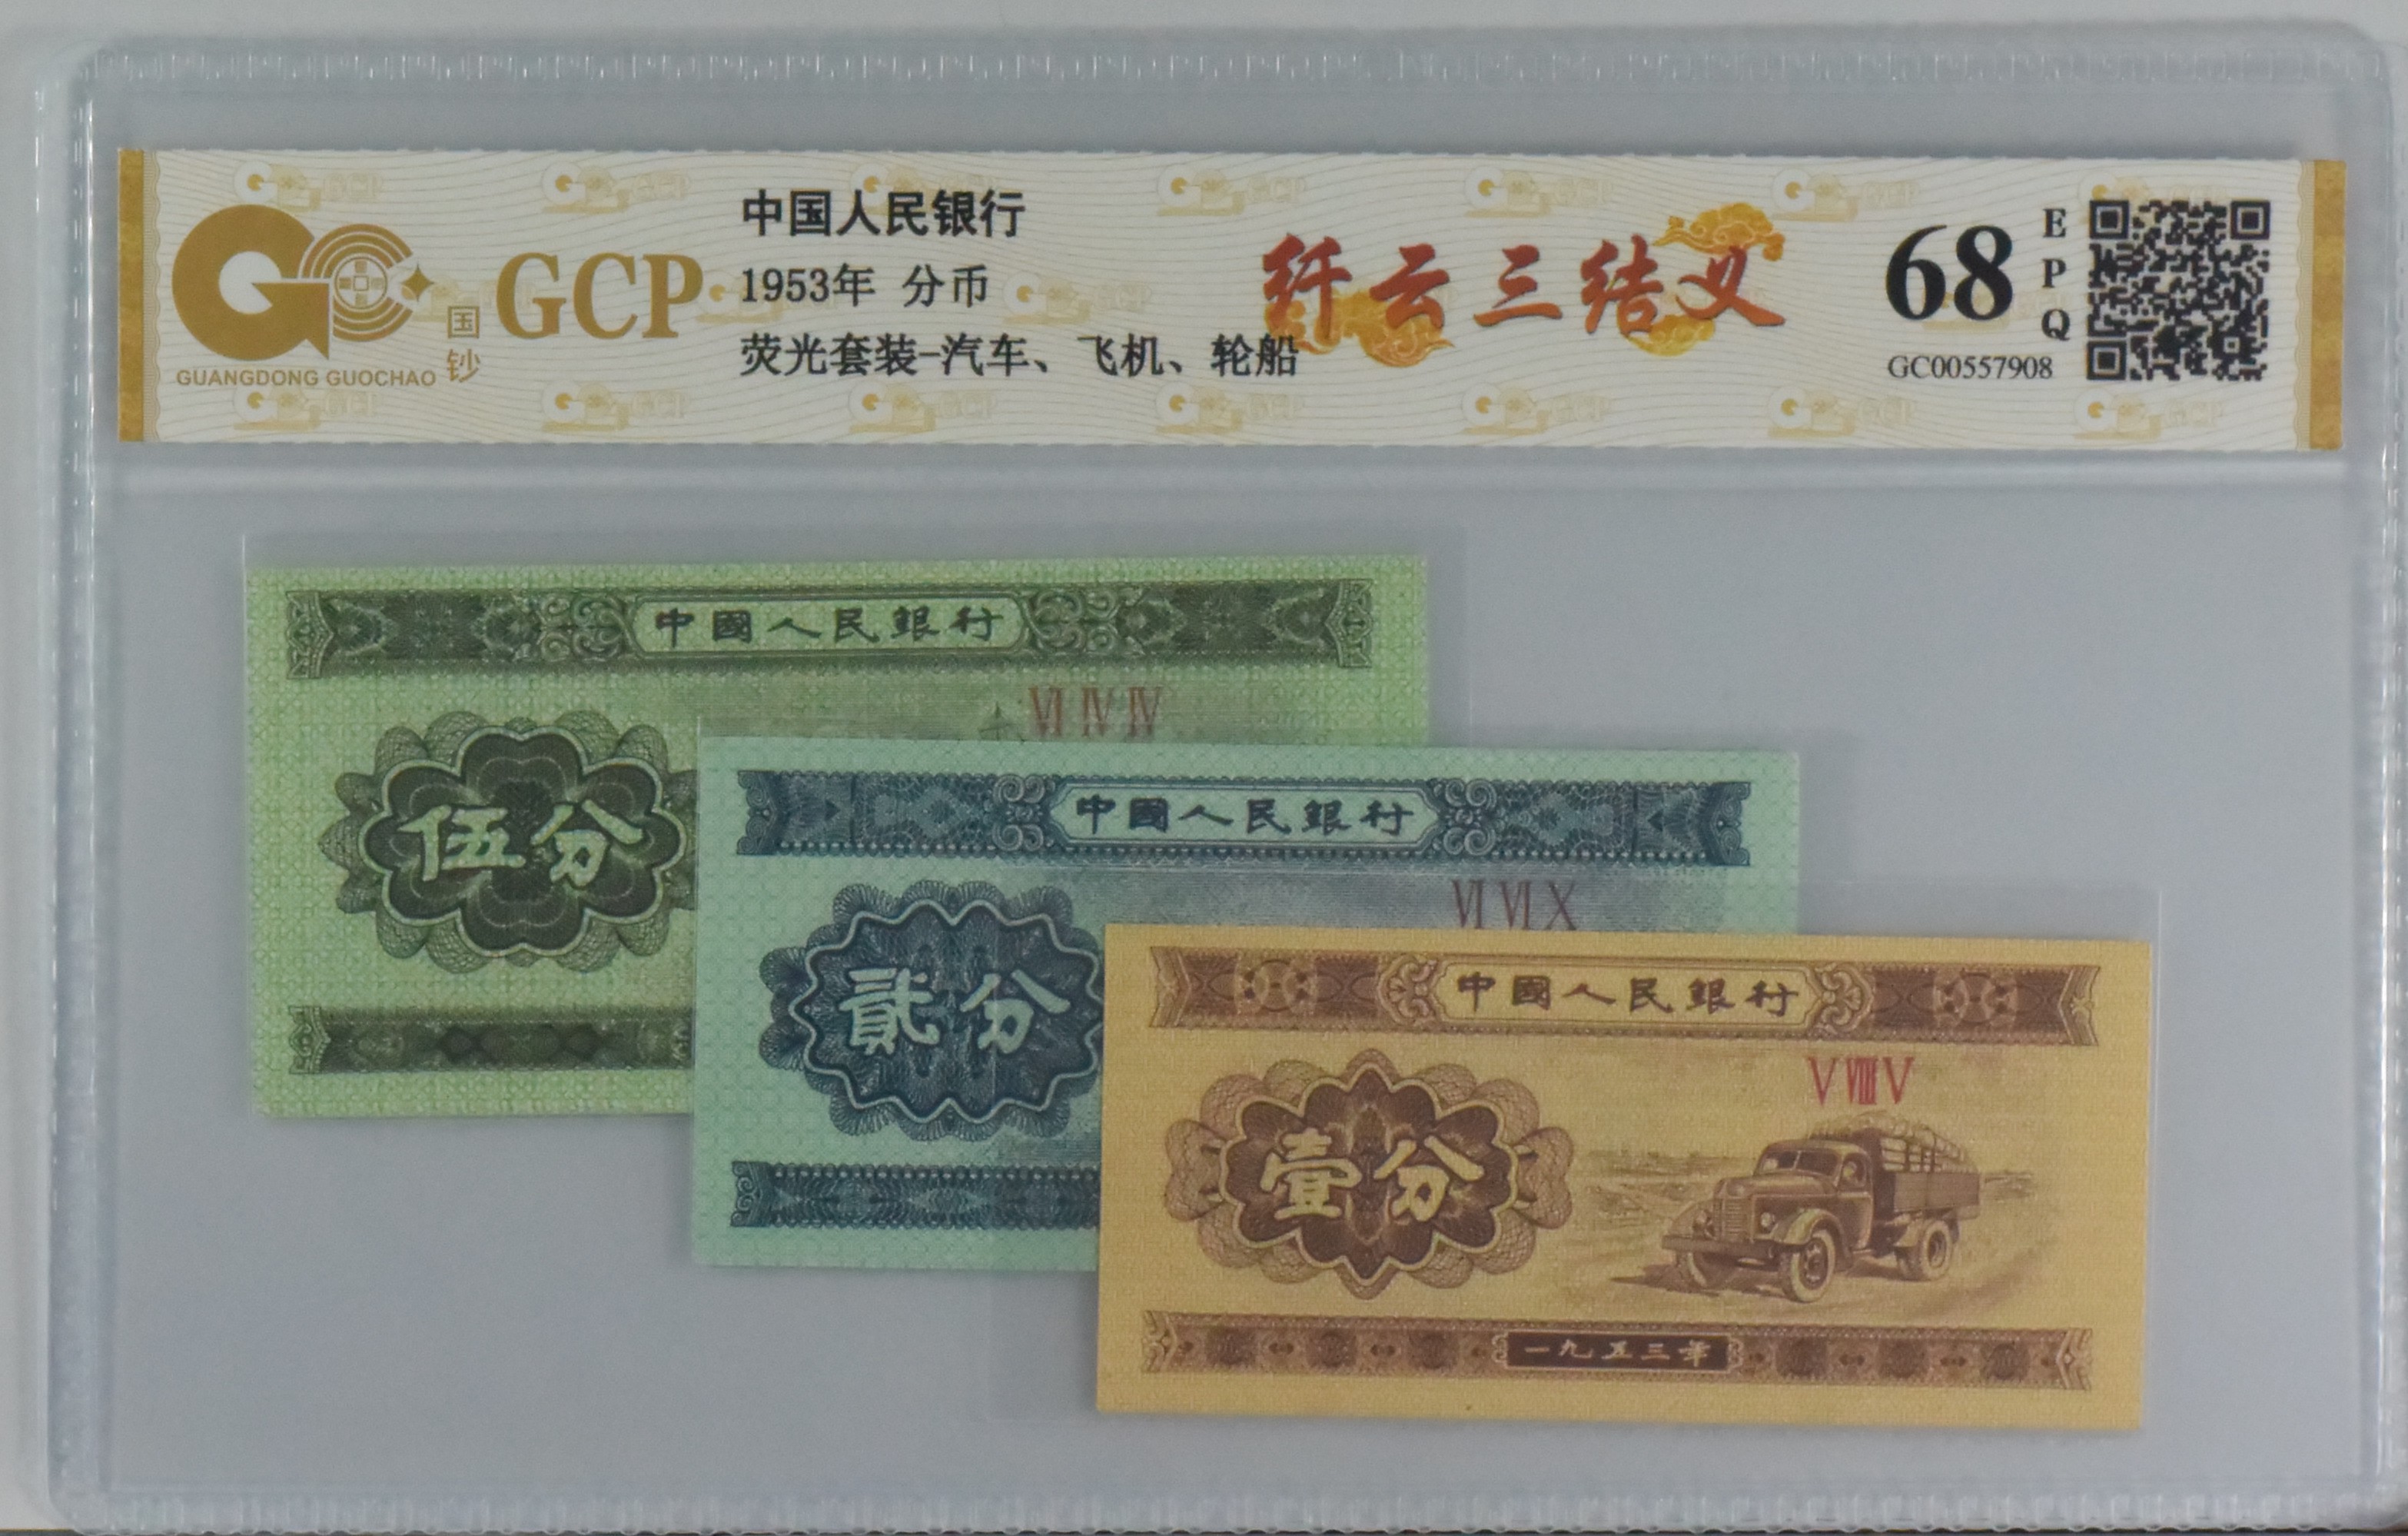 GCP
国
钞
GUANGDONG GUOCHAO
中国人民银行
1953年 分币
荧光套装-汽车、飞机、轮船
纤云三结义
68
EPQ
GC00557908
中國人民銀行
VI IV IV
伍分
中國人民銀行
VI VI X
貳分
中國人民銀行
V VIII V
壹分
一九五三年